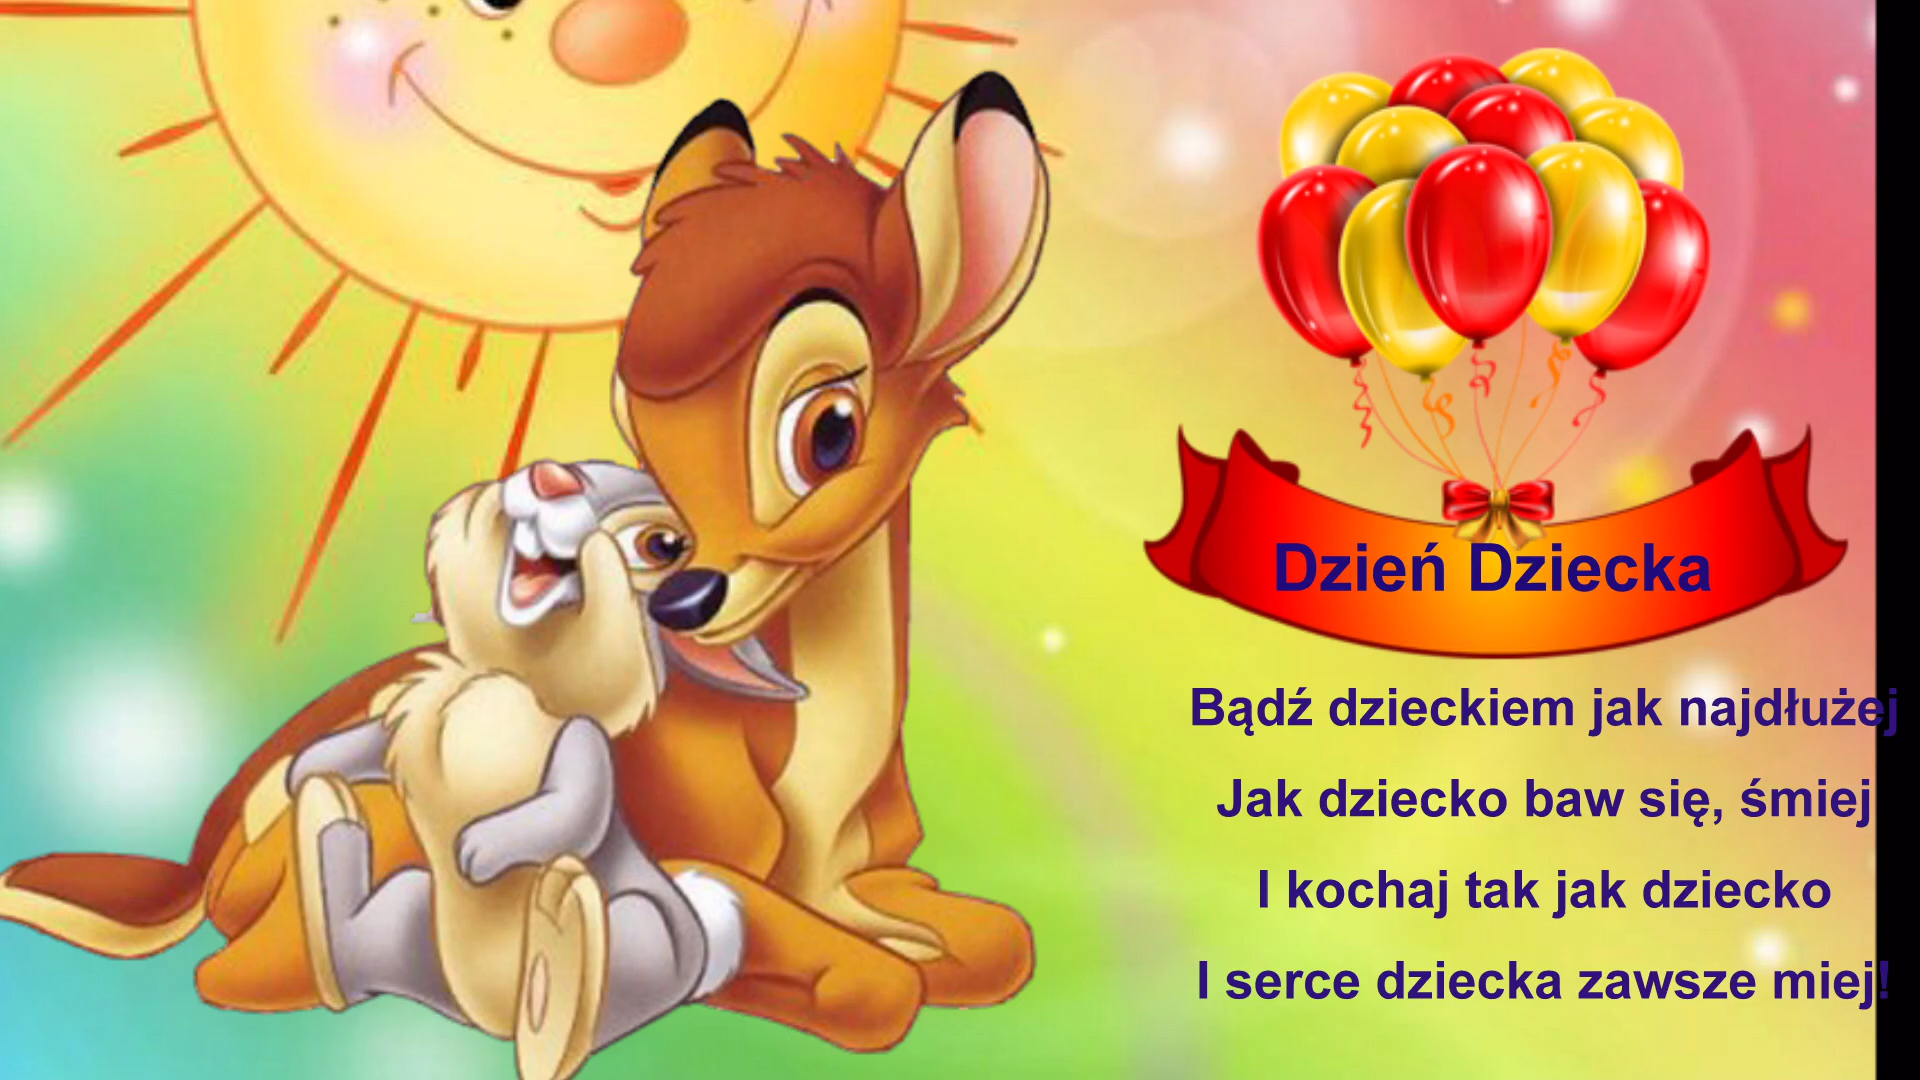 Dzień Dziecka
Bądź dzieckiem jak najdłużej
Jak dziecko baw się, śmiej
I kochaj tak jak dziecko
I serce dziecka zawsze miej!